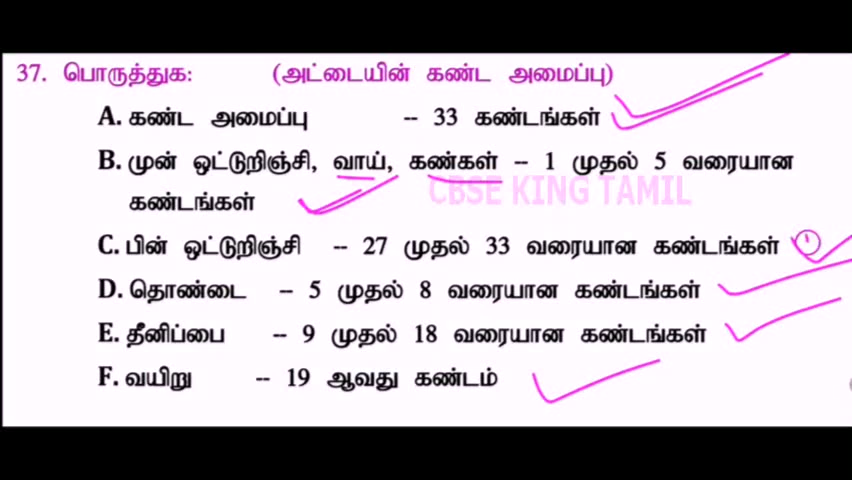 37. பொருத்துக: (அட்டையின் கண்ட அமைப்பு)
A. கண்ட அமைப்பு -- 33 கண்டங்கள்
B. முன் ஒட்டுறிஞ்சி, வாய், கண்கள் -- 1 முதல் 5 வரையான
கண்டங்கள்
CBSE KING TAMIL
C. பின் ஒட்டுறிஞ்சி -- 27 முதல் 33 வரையான கண்டங்கள்
D. தொண்டை -- 5 முதல் 8 வரையான கண்டங்கள்
E. தீனிப்பை -- 9 முதல் 18 வரையான கண்டங்கள்
F. வயிறு -- 19 ஆவது கண்டம்